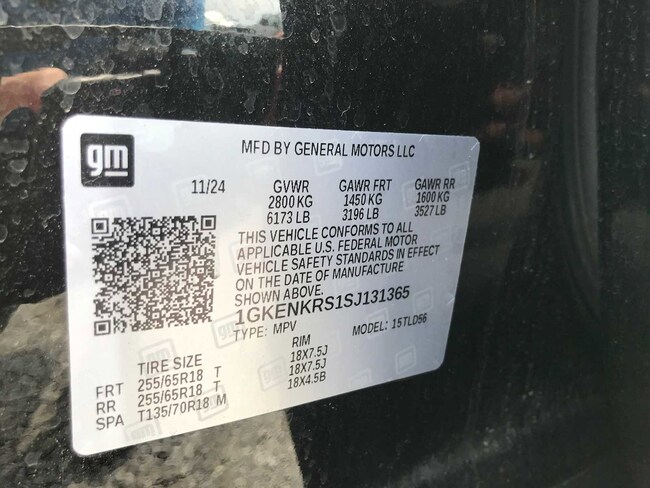 gm
MFD BY GENERAL MOTORS LLC
11/24 GVWR GAWR FRT GAWR RR
2800 KG 1450 KG 1600 KG
6173 LB 3196 LB 3527 LB
THIS VEHICLE CONFORMS TO ALL
APPLICABLE U.S. FEDERAL MOTOR
VEHICLE SAFETY STANDARDS IN EFFECT
ON THE DATE OF MANUFACTURE
SHOWN ABOVE.
1GKENKRS1SJ131365
TYPE: MPV MODEL: 15TLD56
TIRE SIZE RIM
FRT 255/65R18 T 18X7.5J
RR 255/65R18 T 18X7.5J
SPA T135/70R18 M 18X4.5B